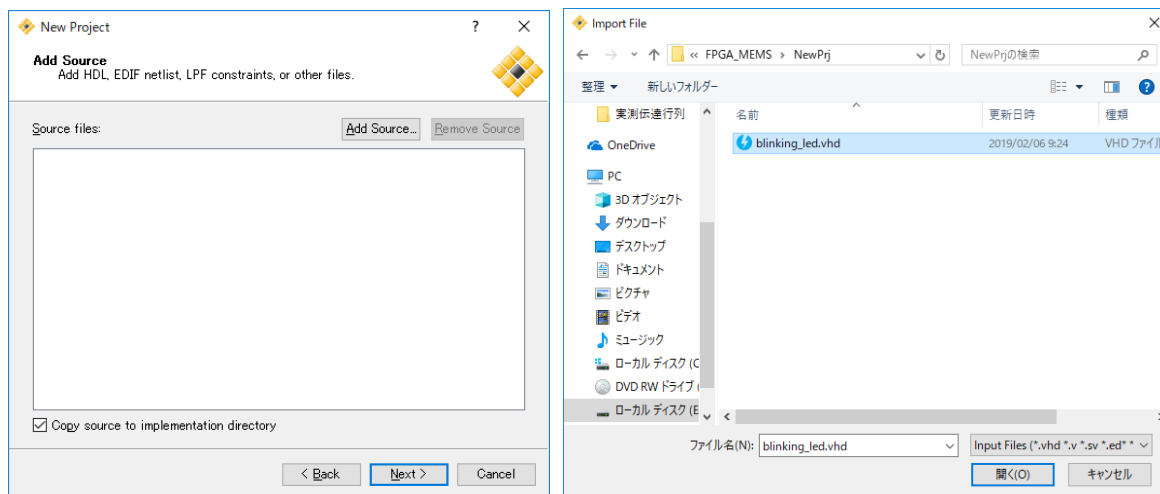 New Project
?
Add Source
Add HDL, EDIF netlist, LPF constraints, or other files.
Source files:
Add Source...
Remove Source
Copy source to implementation directory
< Back
Next >
Cancel
Import File
« FPGA_MEMS > NewPrj
NewPrjの検索
整理
新しいフォルダー
?
名前
更新日時
種類
実測伝達行列
OneDrive
PC
3D オブジェクト
ダウンロード
デスクトップ
ドキュメント
ピクチャ
ビデオ
ミュージック
ローカル ディスク (C
DVD RW ドライブ (
ローカル ディスク (E
blinking_led.vhd
2019/02/06 9:24
VHD ファイル
ファイル名(N):
blinking_led.vhd
Input Files (*.vhd *.v *.sv *.ed* *
開く(O)
キャンセル